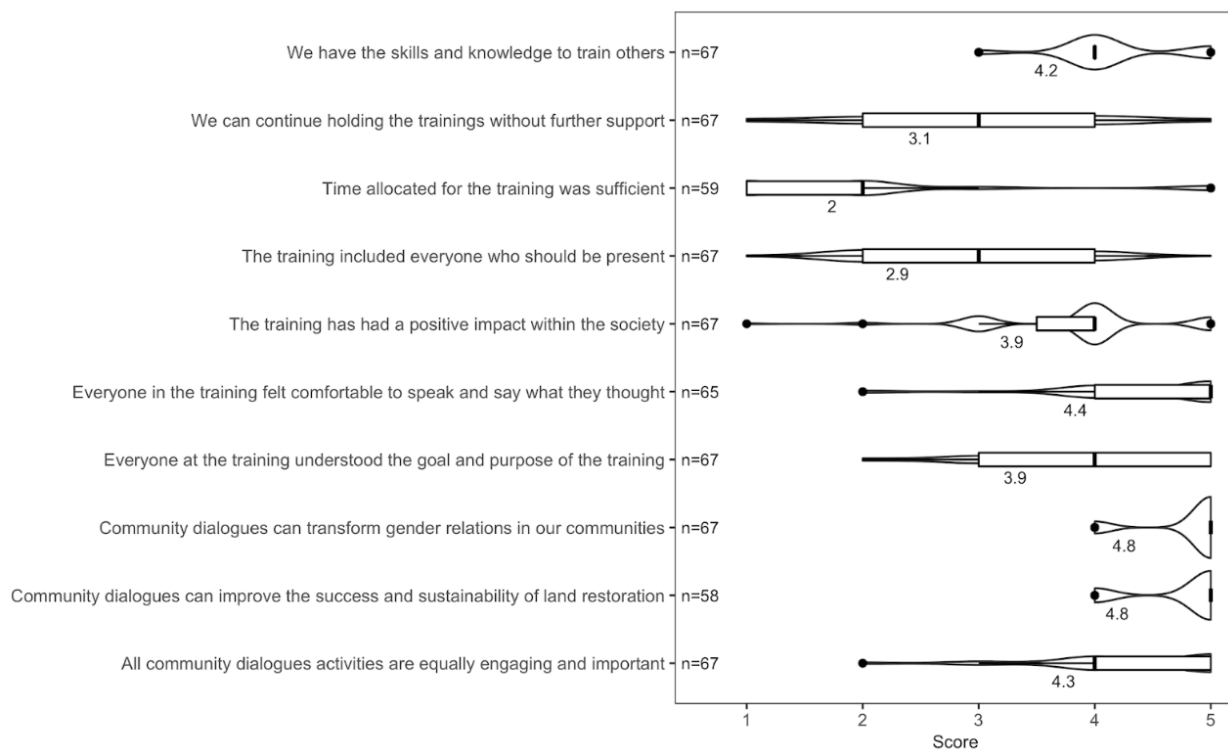 We have the skills and knowledge to train others n=67
4.2
We can continue holding the trainings without further support n=67
3.1
Time allocated for the training was sufficient n=59
2
The training included everyone who should be present n=67
2.9
The training has had a positive impact within the society n=67
3.9
Everyone in the training felt comfortable to speak and say what they thought n=65
4.4
Everyone at the training understood the goal and purpose of the training n=67
3.9
Community dialogues can transform gender relations in our communities n=67
4.8
Community dialogues can improve the success and sustainability of land restoration n=58
4.8
All community dialogues activities are equally engaging and important n=67
4.3
1 2 3 4 5
Score